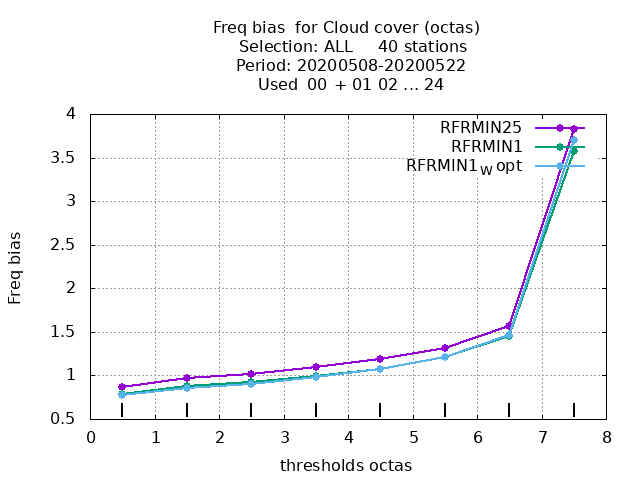 Freq bias  for Cloud cover (octas)
Selection: ALL     40 stations
Period: 20200508-20200522
Used  00  + 01 02 ... 24
4
3.5
3
2.5
2
1.5
1
0.5
Freq bias
RFRMIN25
RFRMIN1
RFRMIN1W opt
0 1 2 3 4 5 6 7 8
thresholds octas